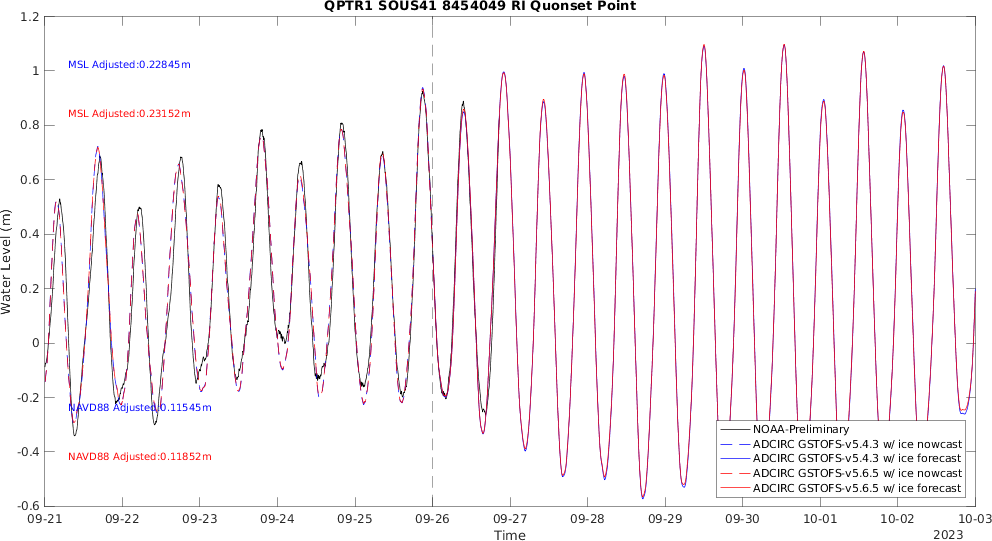 QPTR1 SOUS41 8454049 RI Quonset Point
1.2
1
0.8
0.6
0.4
0.2
0
-0.2
-0.4
-0.6
Water Level (m)
MSL Adjusted:0.22845m
MSL Adjusted:0.23152m
NAVD88 Adjusted:0.11545m
NAVD88 Adjusted:0.11852m
NOAA-Preliminary
ADCIRC GSTOFS-v5.4.3 w/ ice nowcast
ADCIRC GSTOFS-v5.4.3 w/ ice forecast
ADCIRC GSTOFS-v5.6.5 w/ ice nowcast
ADCIRC GSTOFS-v5.6.5 w/ ice forecast
09-21 09-22 09-23 09-24 09-25 09-26 09-27 09-28 09-29 09-30 10-01 10-02 10-03
Time
2023